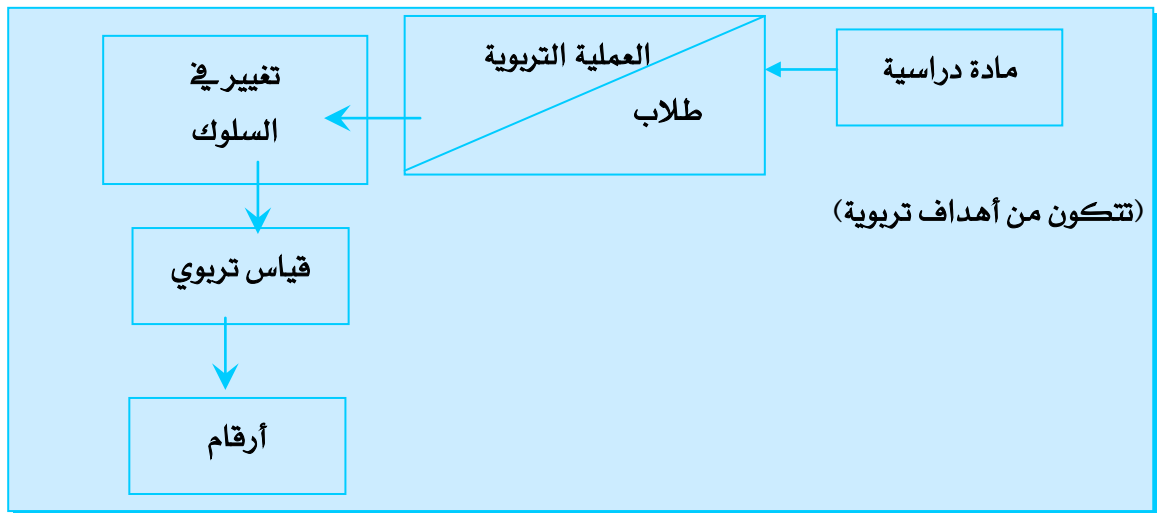 مادة دراسية
(تتكون من أهداف تربوية)
العملية التربوية
طلاب
تغيير في
السلوك
قياس تربوي
أرقام